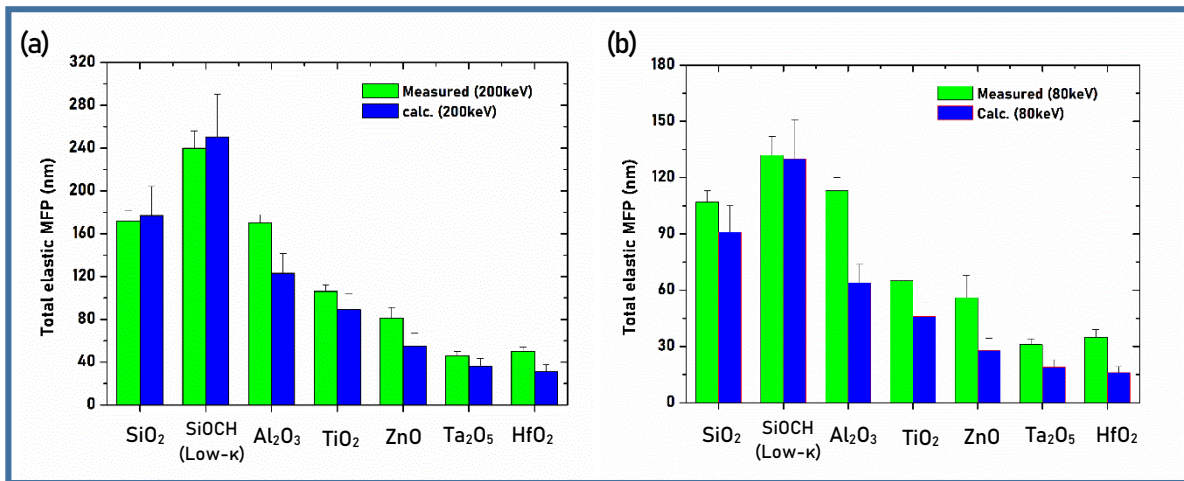 (a)
320
280
240
200
160
120
80
40
0
Total elastic MFP (nm)
Measured (200keV)
calc. (200keV)
SiO₂
SiOCH
(Low-κ)
Al₂O₃
TiO₂
ZnO
Ta₂O₅
HfO₂
(b)
180
150
120
90
60
30
0
Total elastic MFP (nm)
Measured (80keV)
Calc. (80keV)
SiO₂
SiOCH
(Low-κ)
Al₂O₃
TiO₂
ZnO
Ta₂O₅
HfO₂